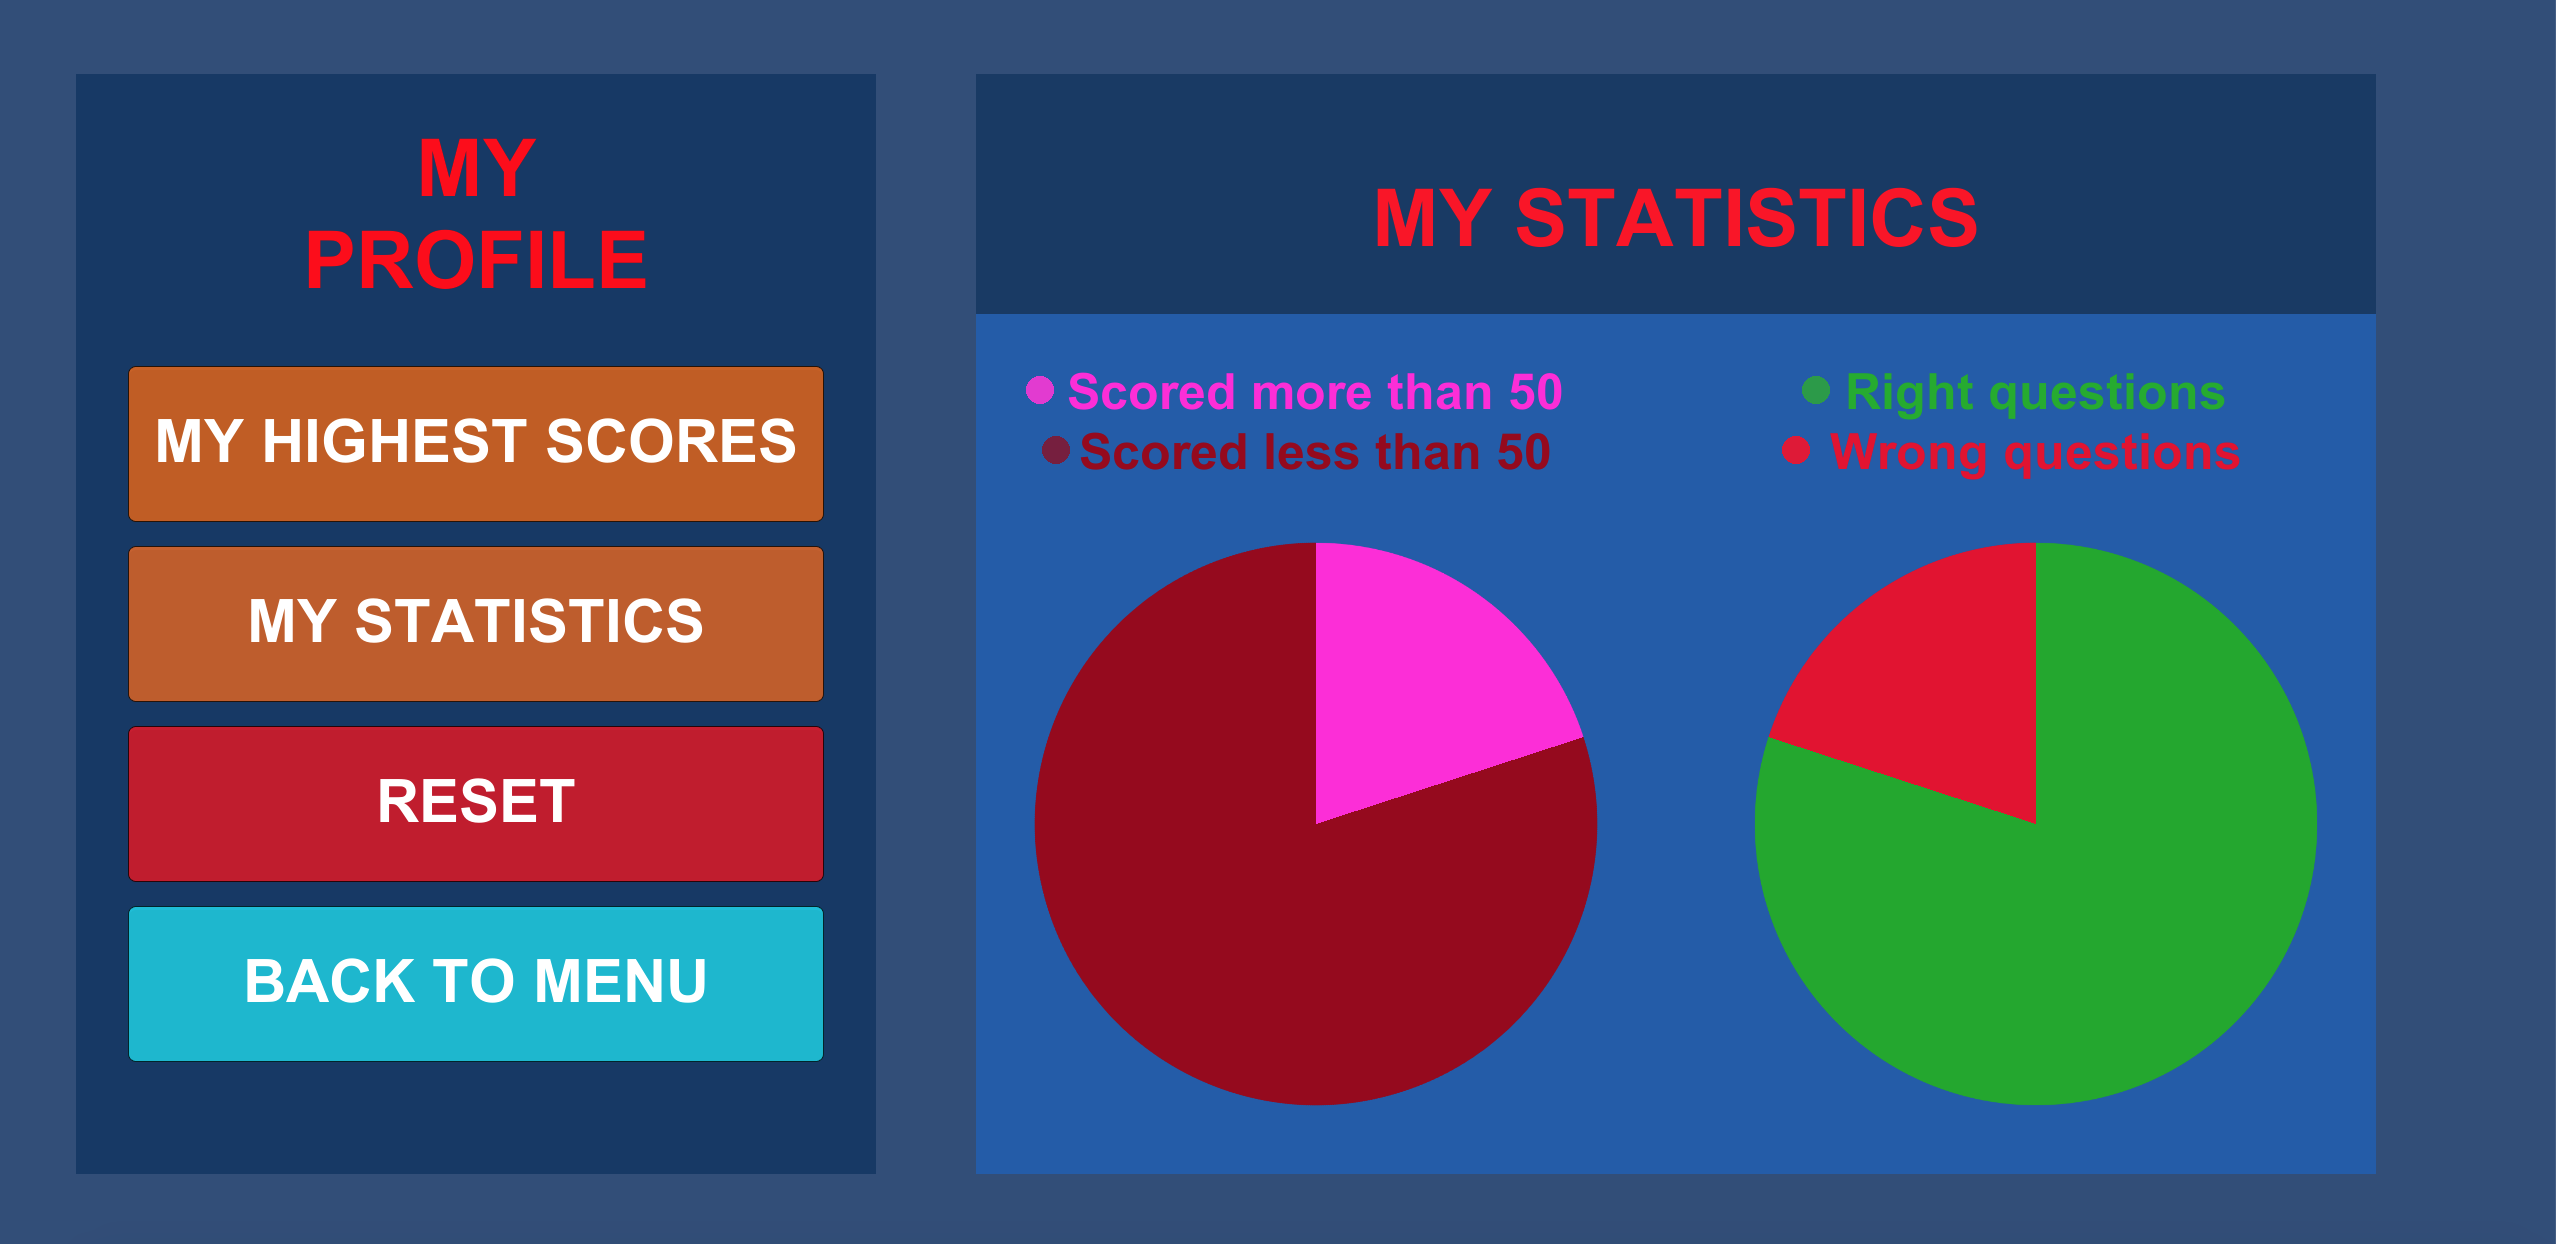 MY
PROFILE
MY HIGHEST SCORES
MY STATISTICS
RESET
BACK TO MENU
MY STATISTICS
Scored more than 50
Scored less than 50
Right questions
Wrong questions